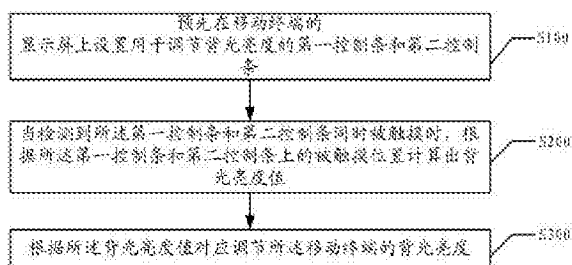 预先在移动终端的
显示屏上设置用于调节背光亮度的第一控制条和第二控制
条
S100
当检测到所述第一控制条和第二控制条同时被触摸时，根
据所述第一控制条和第二控制条上的被触摸位置计算出背
光亮度值
S200
根据所述背光亮度值对应调节所述移动终端的背光亮度
S300